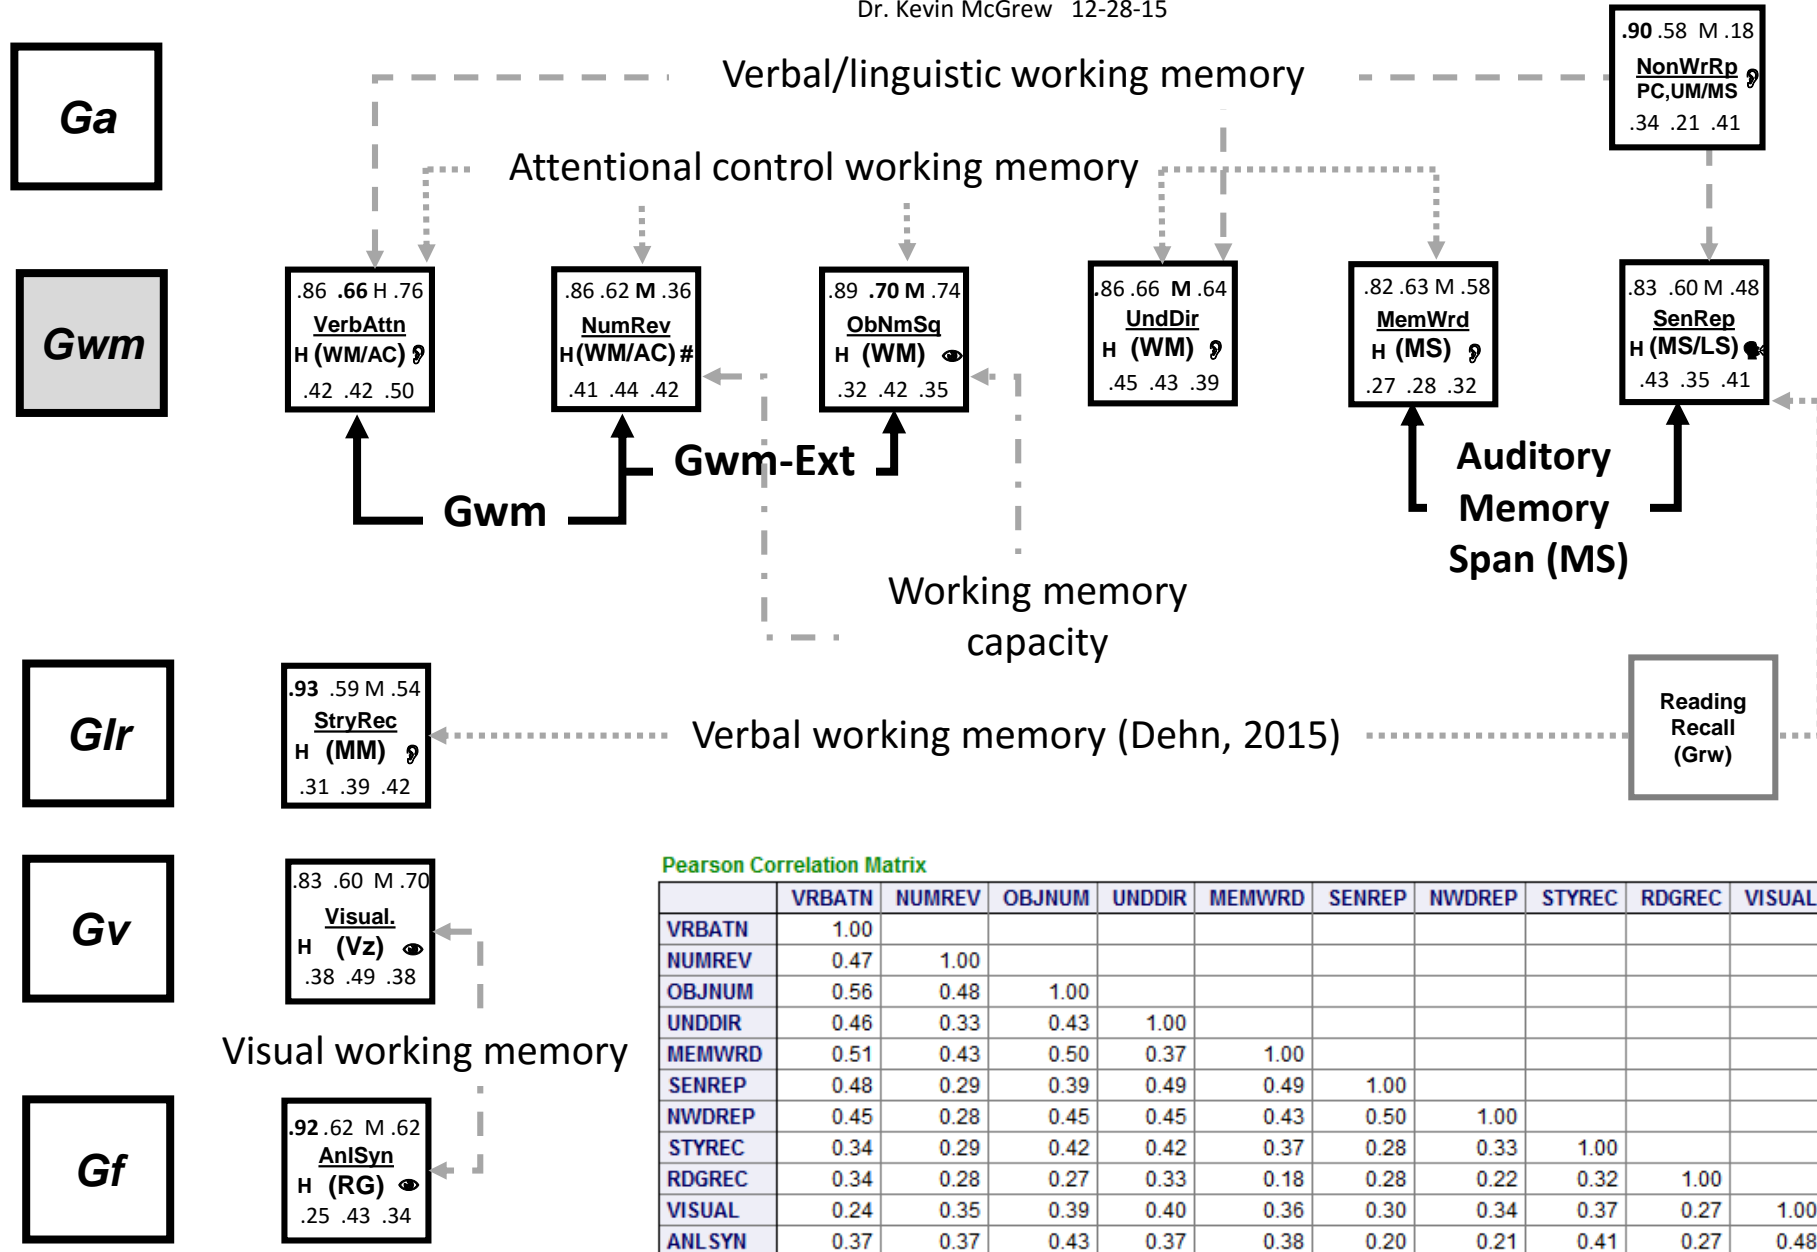 Dr. Kevin McGrew 12-28-15
Ga
Verbal/linguistic working memory
.90 .58 M .18
NonWrRp
PC,UM/MS
.34 .21 .41
Attentional control working memory
Gwm
.86 .66 H .76
VerbAttn
H (WM/AC)
.42 .42 .50
.86 .62 M .36
NumRev
H (WM/AC) #
.41 .44 .42
.89 .70 M .74
ObNmSq
H (WM)
.32 .42 .35
.86 .66 M .64
UndDir
H (WM)
.45 .43 .39
.82 .63 M .58
MemWrd
H (MS)
.27 .28 .32
.83 .60 M .48
SenRep
H (MS/LS)
.43 .35 .41
Gwm-Ext
Gwm
Auditory
Memory
Span (MS)
Working memory
capacity
Glr
.93 .59 M .54
StryRec
H (MM)
.31 .39 .42
Verbal working memory (Dehn, 2015)
Reading
Recall
(Grw)
Gv
.83 .60 M .70
Visual.
H (Vz)
.38 .49 .38
Visual working memory
Gf
.92 .62 M .62
AnlSyn
H (RG)
.25 .43 .34
Pearson Correlation Matrix
VRBATN NUMREV OBJNUM UNDDIR MEMWRD SENREP NWDREP STYREC RDGREC VISUAL
VRBATN 1.00
NUMREV 0.47 1.00
OBJNUM 0.56 0.48 1.00
UNDDIR 0.46 0.33 0.43 1.00
MEMWRD 0.51 0.43 0.50 0.37 1.00
SENREP 0.48 0.29 0.39 0.49 0.49 1.00
NWDREP 0.45 0.28 0.45 0.45 0.43 0.50 1.00
STYREC 0.34 0.29 0.42 0.42 0.37 0.28 0.33 1.00
RDGREC 0.34 0.28 0.27 0.33 0.18 0.28 0.22 0.32 1.00
VISUAL 0.24 0.35 0.39 0.40 0.36 0.30 0.34 0.37 0.27 1.00
ANLSYN 0.37 0.37 0.43 0.37 0.38 0.20 0.21 0.41 0.27 0.48